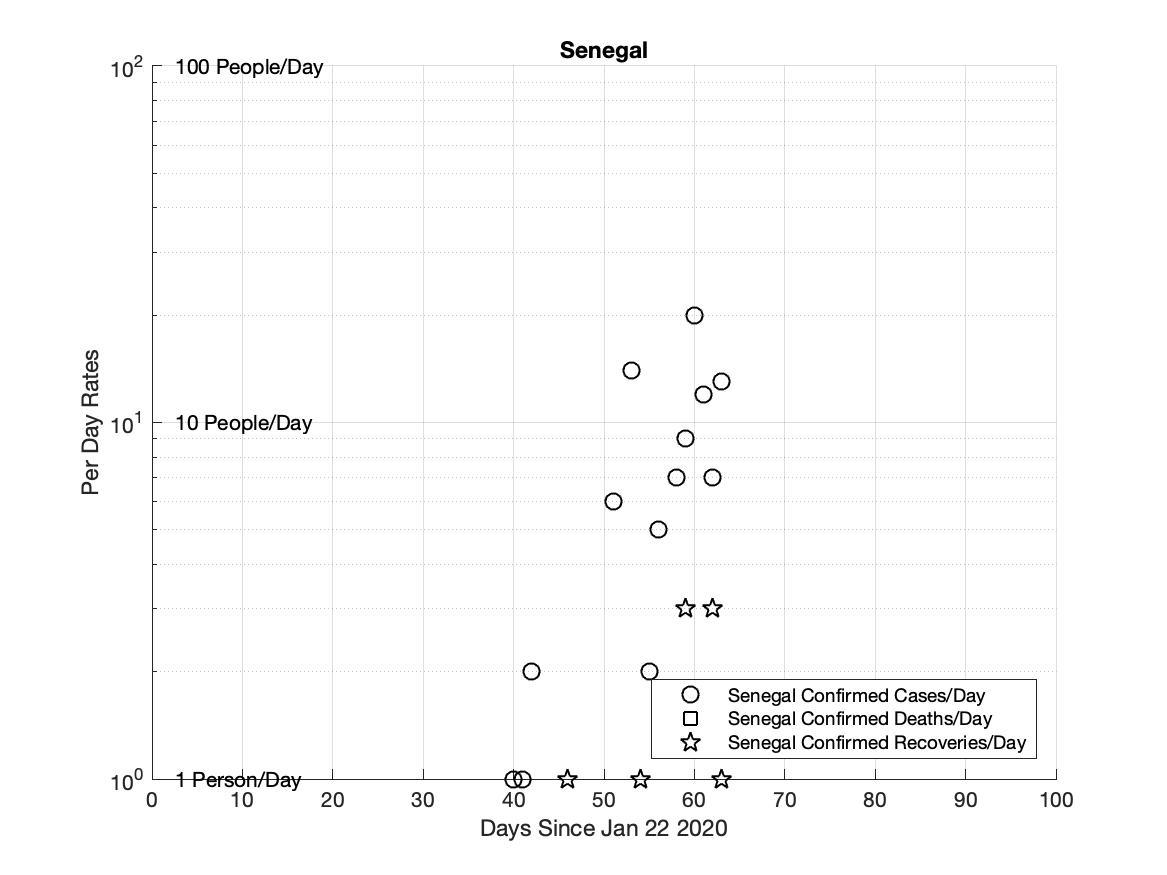 Senegal
10^2
100 People/Day
Per Day Rates
10^1
10 People/Day
Senegal Confirmed Cases/Day
Senegal Confirmed Deaths/Day
Senegal Confirmed Recoveries/Day
10^0
1 Person/Day
0 10 20 30 40 50 60 70 80 90 100
Days Since Jan 22 2020